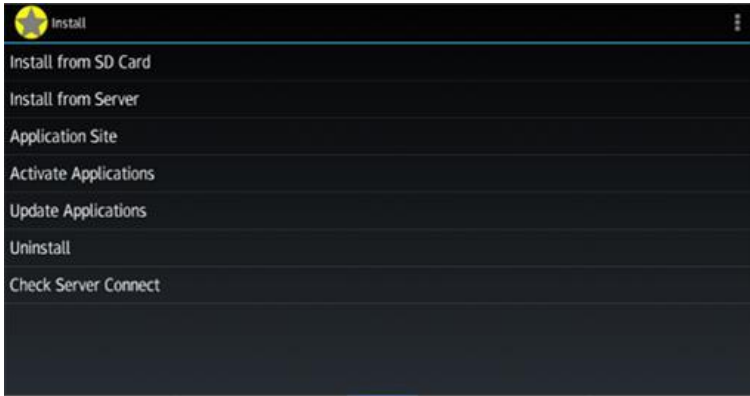 Install
Install from SD Card
Install from Server
Application Site
Activate Applications
Update Applications
Uninstall
Check Server Connect